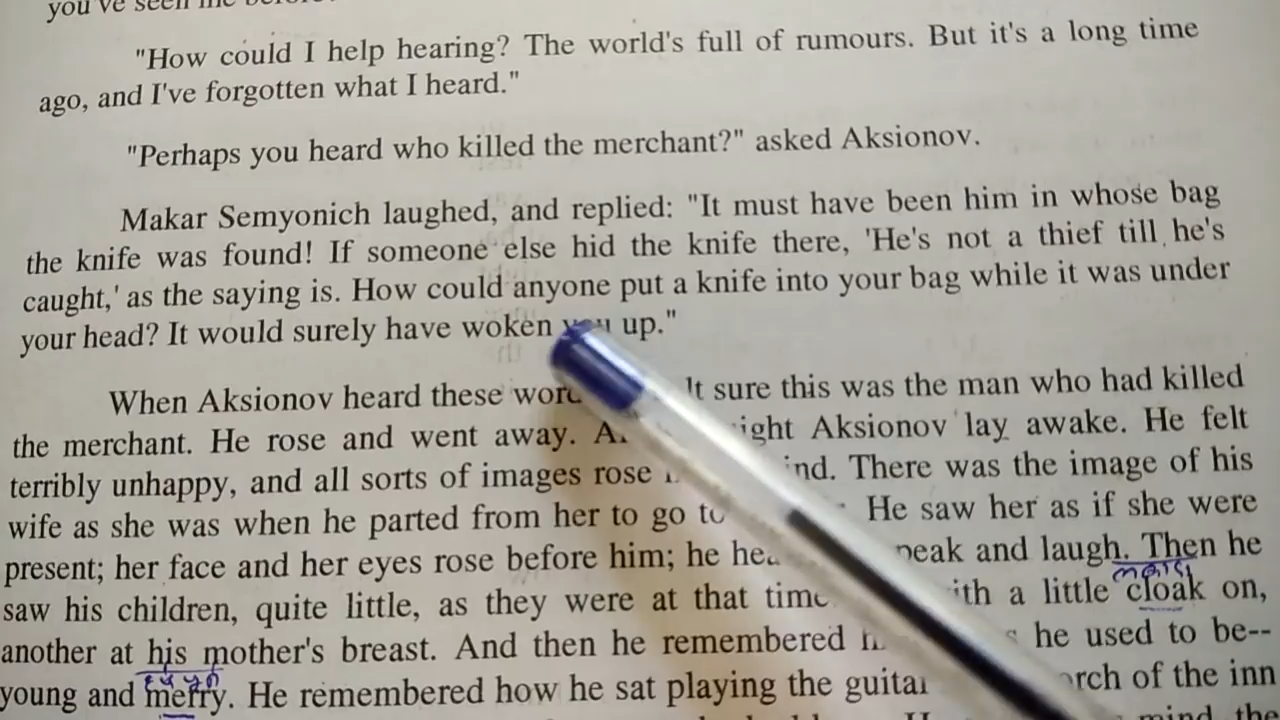 you've seen me before
"How could I help hearing? The world's full of rumours. But it's a long time
ago, and I've forgotten what I heard."
"Perhaps you heard who killed the merchant?" asked Aksionov.
Makar Semyonich laughed, and replied: "It must have been him in whose bag
the knife was found! If someone else hid the knife there, 'He's not a thief till he's
caught,' as the saying is. How could anyone put a knife into your bag while it was under
your head? It would surely have woken you up."
When Aksionov heard these lt sure this was the man who had killed
the merchant. He rose and went away. Aksionov lay awake. He felt
terribly unhappy, and all sorts of images rose There was the image of his
wife as she was when he parted from her to go He saw her as if she were
present; her face and her eyes rose before him; he and laugh. Then he
saw his children, quite little, as they were at that a little cloak on,
another at his mother's breast. And then he remembered he used to be--
young and merry. He remembered how he sat playing the of the inn
mind, the